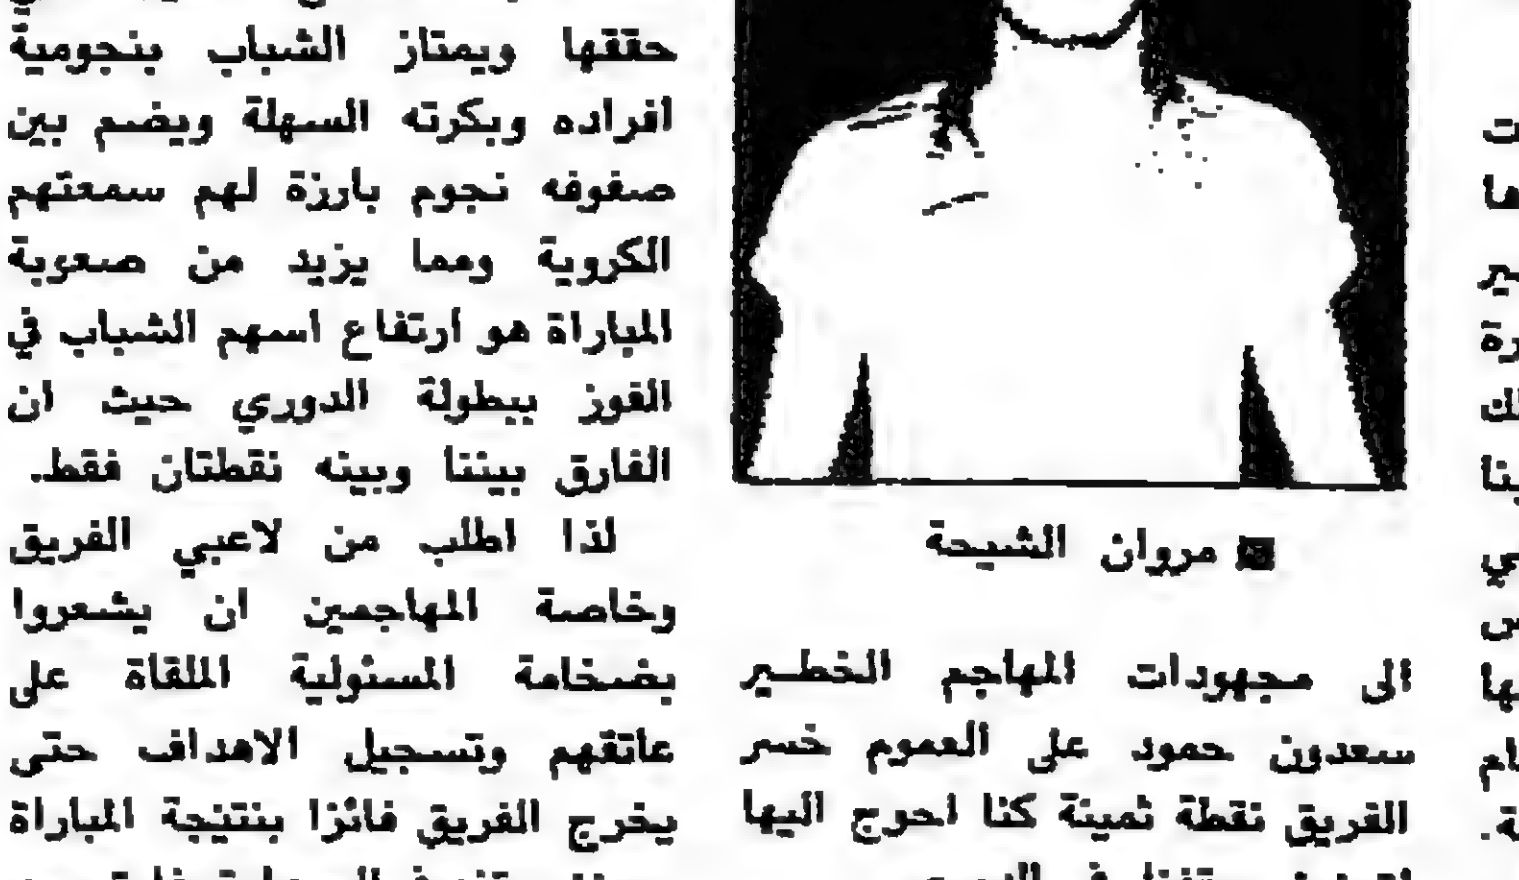 مروان الشيحة
الى مجهودات المهاجم الخطير
سعدون حمود على العموم خسر
الفريق نقطة ثمينة كنا احوج اليها
حققها ويمتاز الشباب بنجومية
افراده وبكرته السهلة ويضم بين
صفوفه نجوم بارزة لهم سمعتهم
الكروية ومما يزيد من صعوبة
المباراة هو ارتفاع اسهم الشباب في
الفوز ببطولة الدوري حيث ان
الفارق بيننا وبينه نقطتان فقط.
لذا اطلب من لاعبي الفريق
وخاصة المهاجمين ان يشعروا
بضخامة المسئولية الملقاة على
عاتقهم وتسجيل الاهداف حتى
يخرج الفريق فائزا بنتيجة المباراة